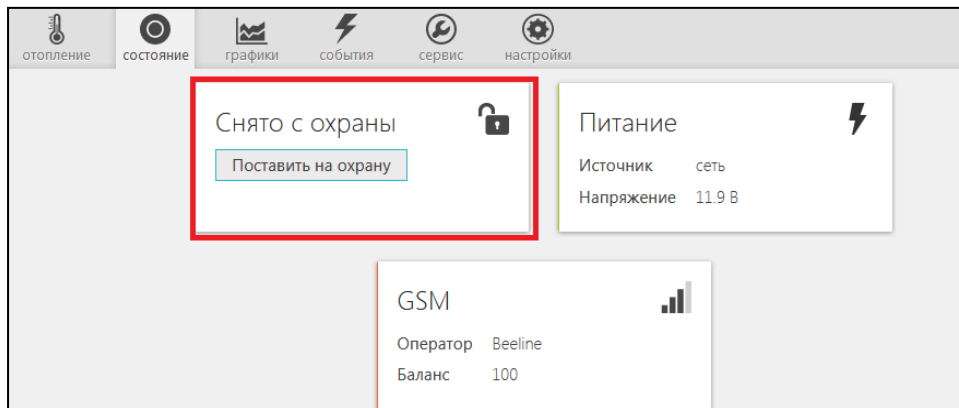 отопление состояние графики события сервис настройки
Снято с охраны
Поставить на охрану
Питание
Источник сеть
Напряжение 11.9 В
GSM
Оператор Beeline
Баланс 100